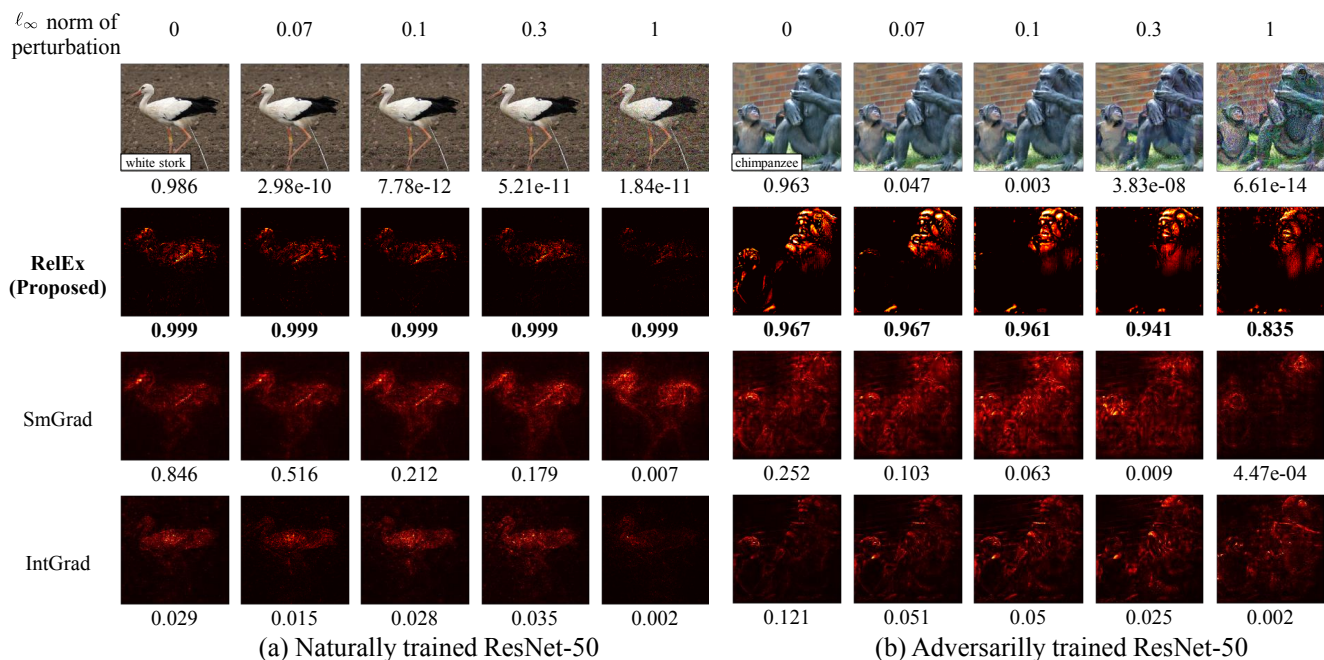 ℓ∞ norm of
perturbation
0 0.07 0.1 0.3 1 0 0.07 0.1 0.3 1
white stork chimpanzee
0.986 2.98e-10 7.78e-12 5.21e-11 1.84e-11 0.963 0.047 0.003 3.83e-08 6.61e-14
RelEx
(Proposed)
0.999 0.999 0.999 0.999 0.999 0.967 0.967 0.961 0.941 0.835
SmGrad
0.846 0.516 0.212 0.179 0.007 0.252 0.103 0.063 0.009 4.47e-04
IntGrad
0.029 0.015 0.028 0.035 0.002 0.121 0.051 0.05 0.025 0.002
(a) Naturally trained ResNet-50 (b) Adversarilly trained ResNet-50